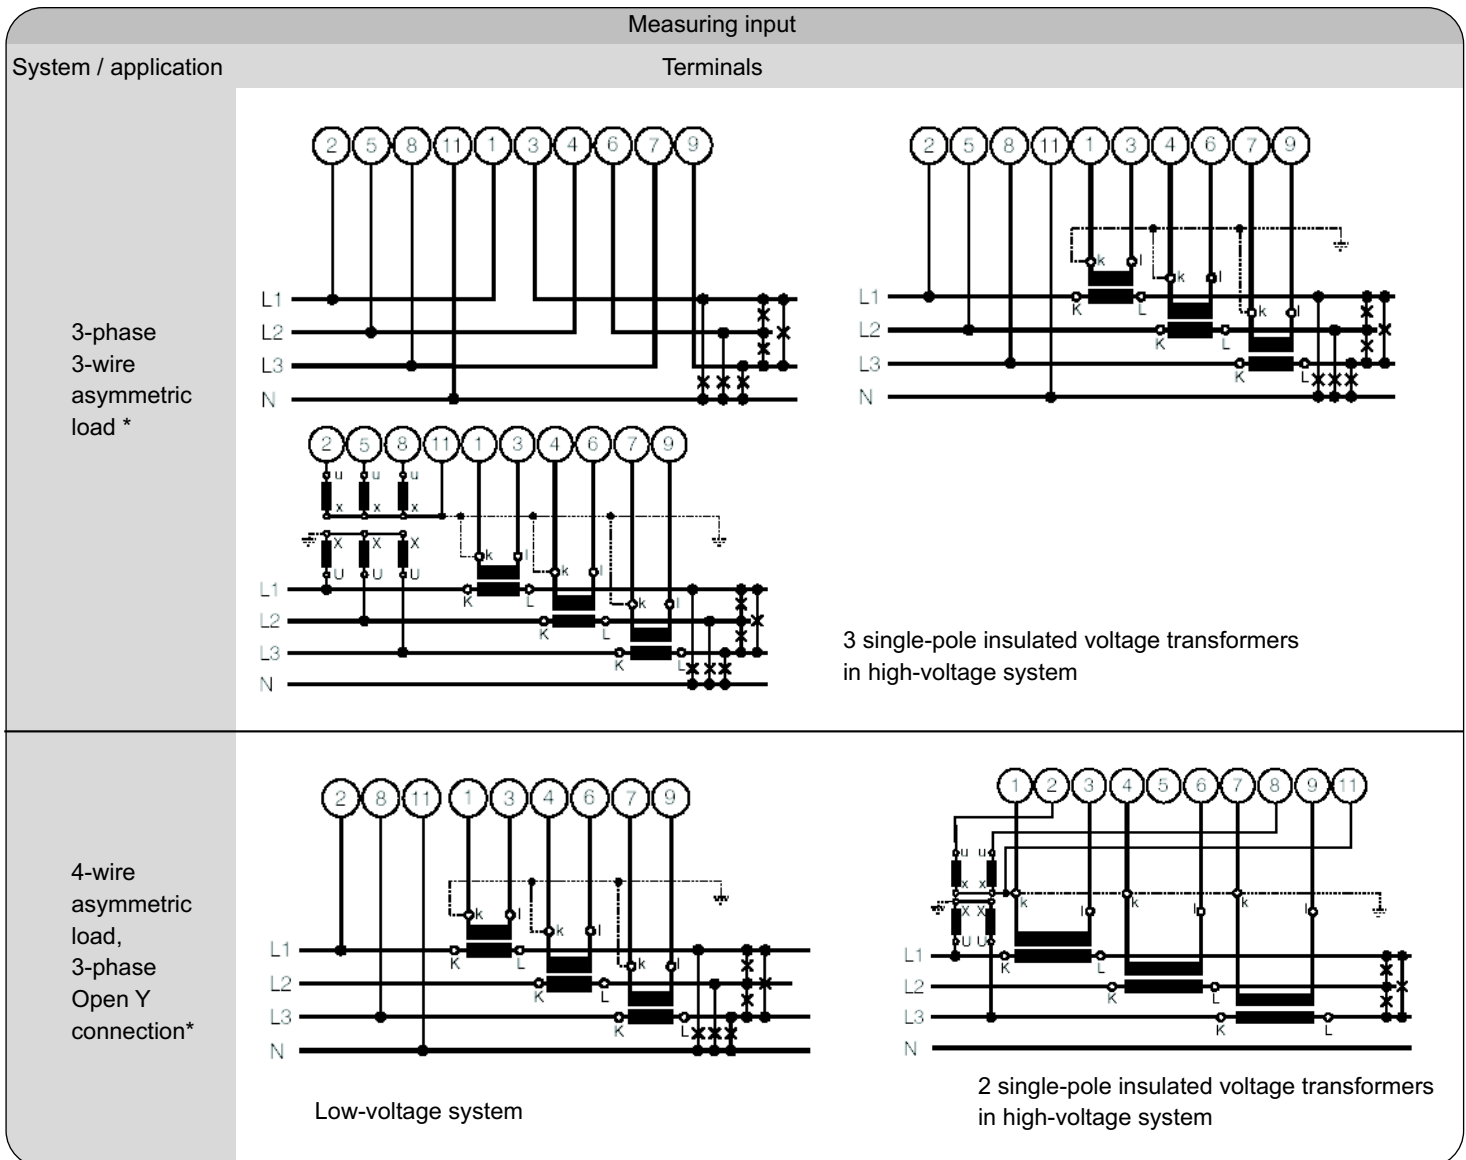 Measuring input
System / application
Terminals
3-phase
3-wire
asymmetric
load *
2 5 8 11 1 3 4 6 7 9
L1
L2
L3
N
2 5 8 11 1 3 4 6 7 9
k l
k l
k l
L1 K L
L2 K L
L3 K L
N
2 5 8 11 1 3 4 6 7 9
u u u
x x x
X X X
U U U
k l
k l
k l
L1 K L
L2 K L
L3 K L
N
3 single-pole insulated voltage transformers
in high-voltage system
4-wire
asymmetric
load,
3-phase
Open Y
connection*
2 8 11 1 3 4 6 7 9
k l
k l
k l
L1 K L
L2 K L
L3 K L
N
Low-voltage system
1 2 3 4 5 6 7 8 9 11
u u
x x
k k k
X X l l l
U U
L1 K L
L2 K L
L3 K L
N
2 single-pole insulated voltage transformers
in high-voltage system